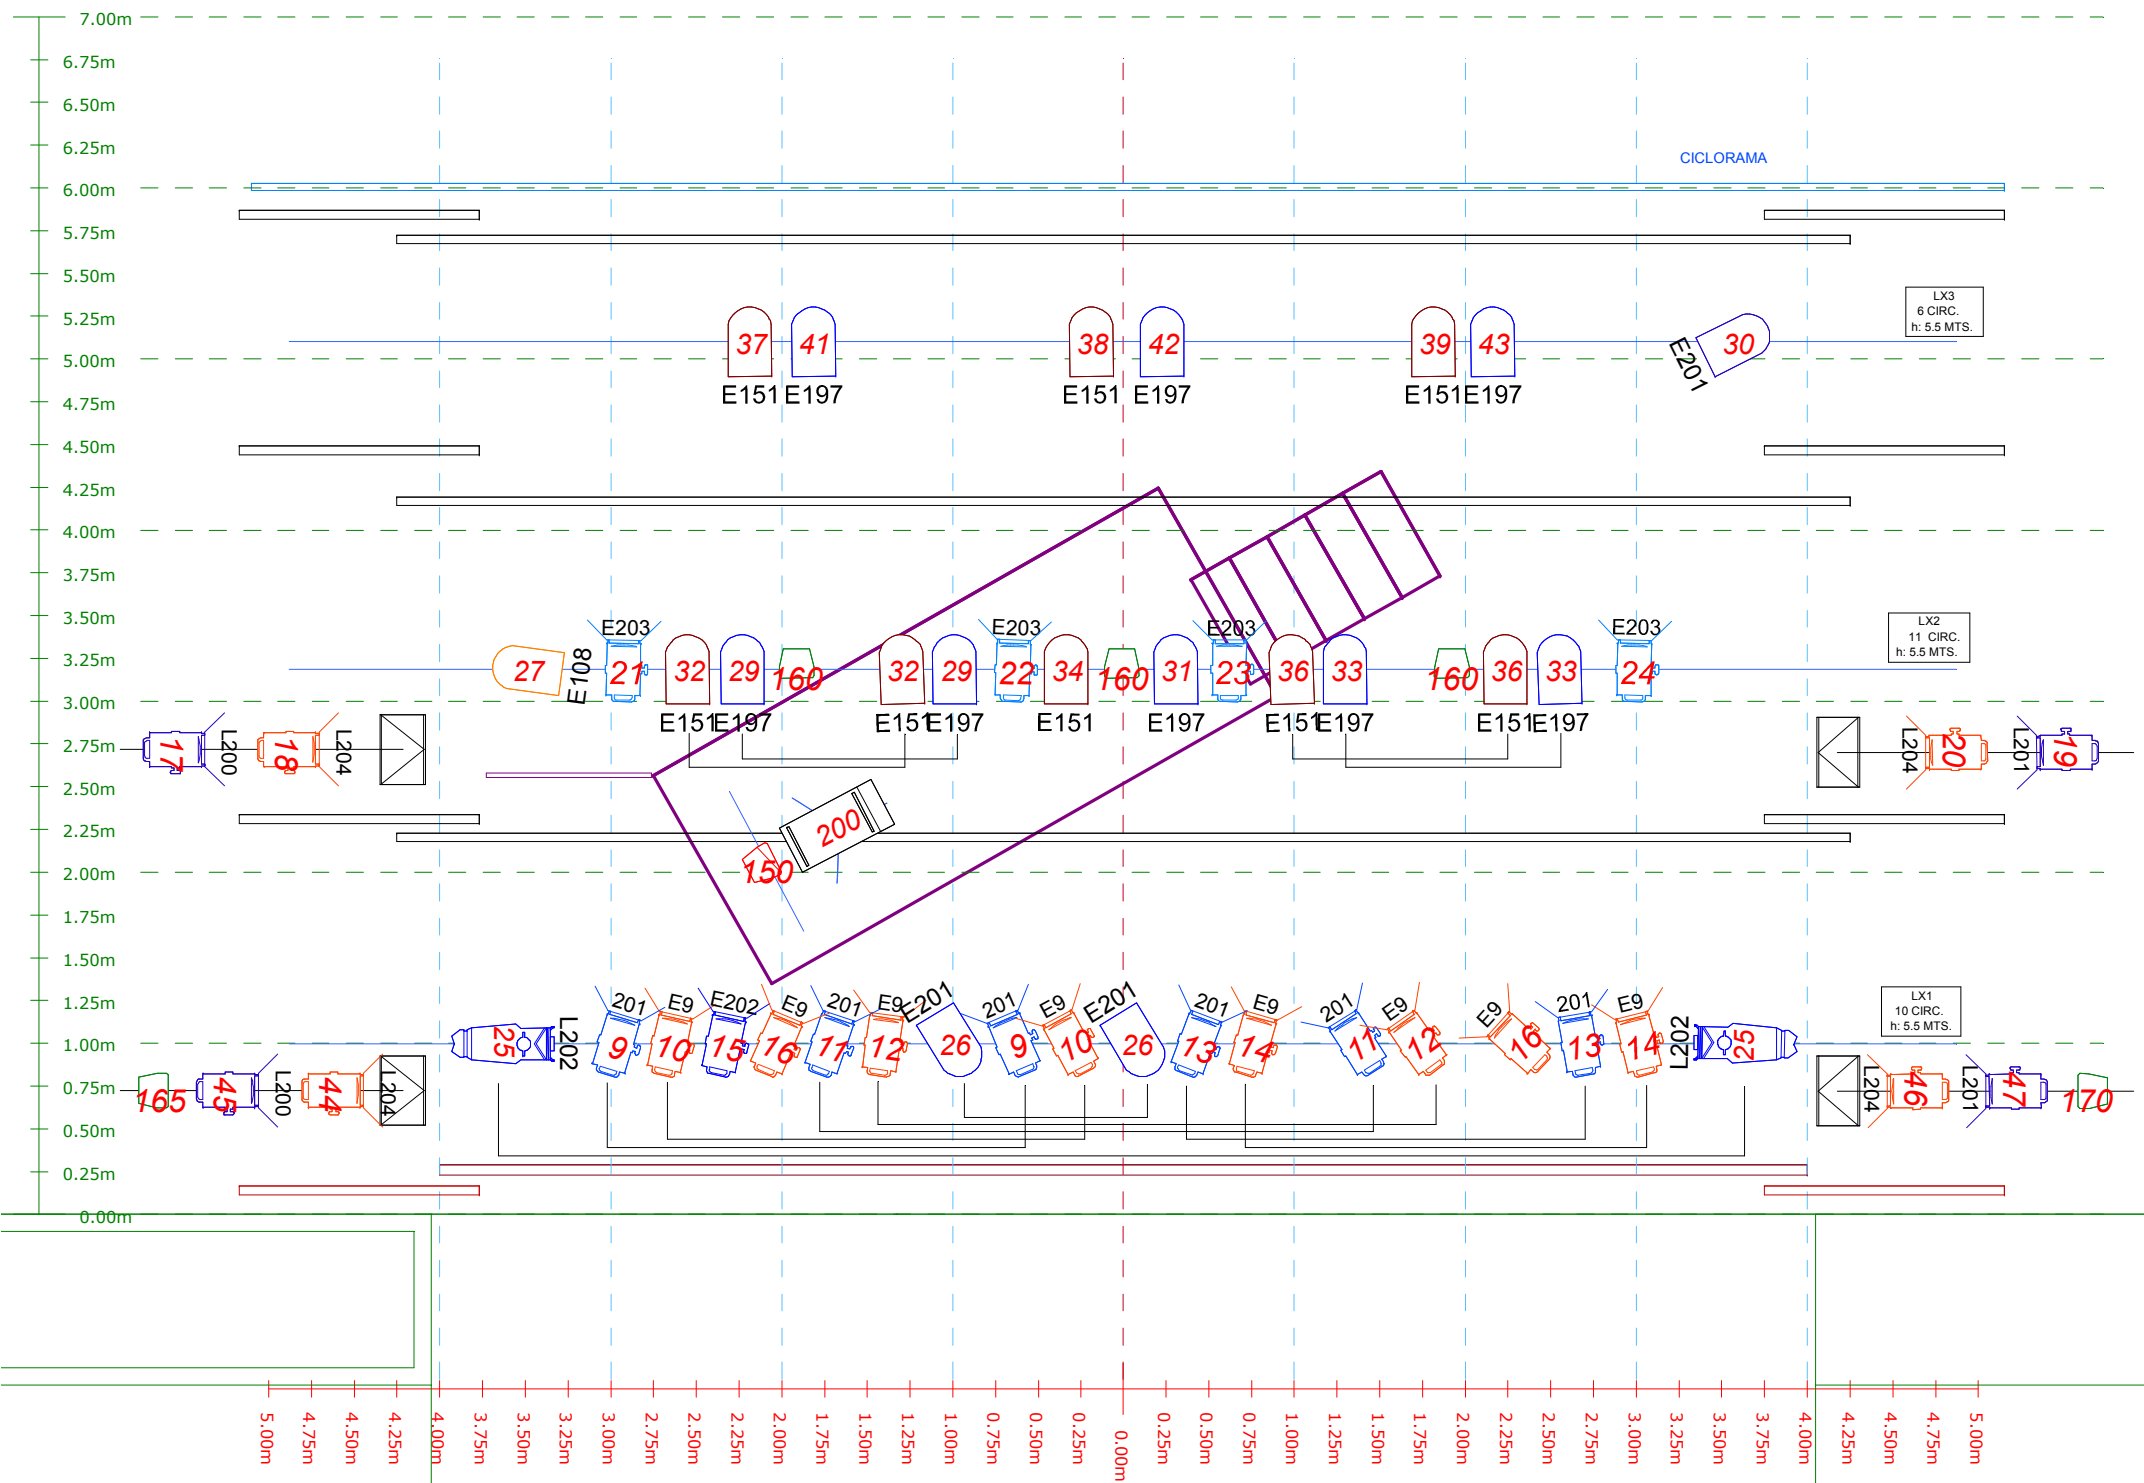 7.00m
6.75m
6.50m
6.25m
CICLORAMA
6.00m
5.75m
5.50m
LX3
6 CIRC.
h: 5.5 MTS.
5.25m
37 41 38 42 39 43 30
5.00m
E201
4.75m
E151 E197 E151 E197 E151 E197
4.50m
4.25m
4.00m
3.75m
3.50m
LX2
11 CIRC.
h: 5.5 MTS.
E203 E203 E203 E203
3.25m
27 E108 21 32 29 160 32 29 22 34 160 31 23 36 33 160 36 33 24
3.00m
E151 E197 E151 E197 E151 E197 E151 E197 E151 E197
2.75m
17 L200 18 L204 L204 20 L201 19
2.50m
2.25m
200
2.00m
150
1.75m
1.50m
1.25m
LX1
10 CIRC.
h: 5.5 MTS.
201 E9 E202 E9 201 E9 E201 201 E9 E201 201 E9 201 E9 E9 201 E9
1.00m
25 L202 9 10 15 16 11 12 26 9 10 26 13 14 11 12 16 13 14 L202 25
0.75m
165 45 L200 44 L204 L204 46 L201 47 170
0.50m
0.25m
0.00m
5.00m 4.75m 4.50m 4.25m 4.00m 3.75m 3.50m 3.25m 3.00m 2.75m 2.50m 2.25m 2.00m 1.75m 1.50m 1.25m 1.00m 0.75m 0.50m 0.25m 0.00m 0.25m 0.50m 0.75m 1.00m 1.25m 1.50m 1.75m 2.00m 2.25m 2.50m 2.75m 3.00m 3.25m 3.50m 3.75m 4.00m 4.25m 4.50m 4.75m 5.00m